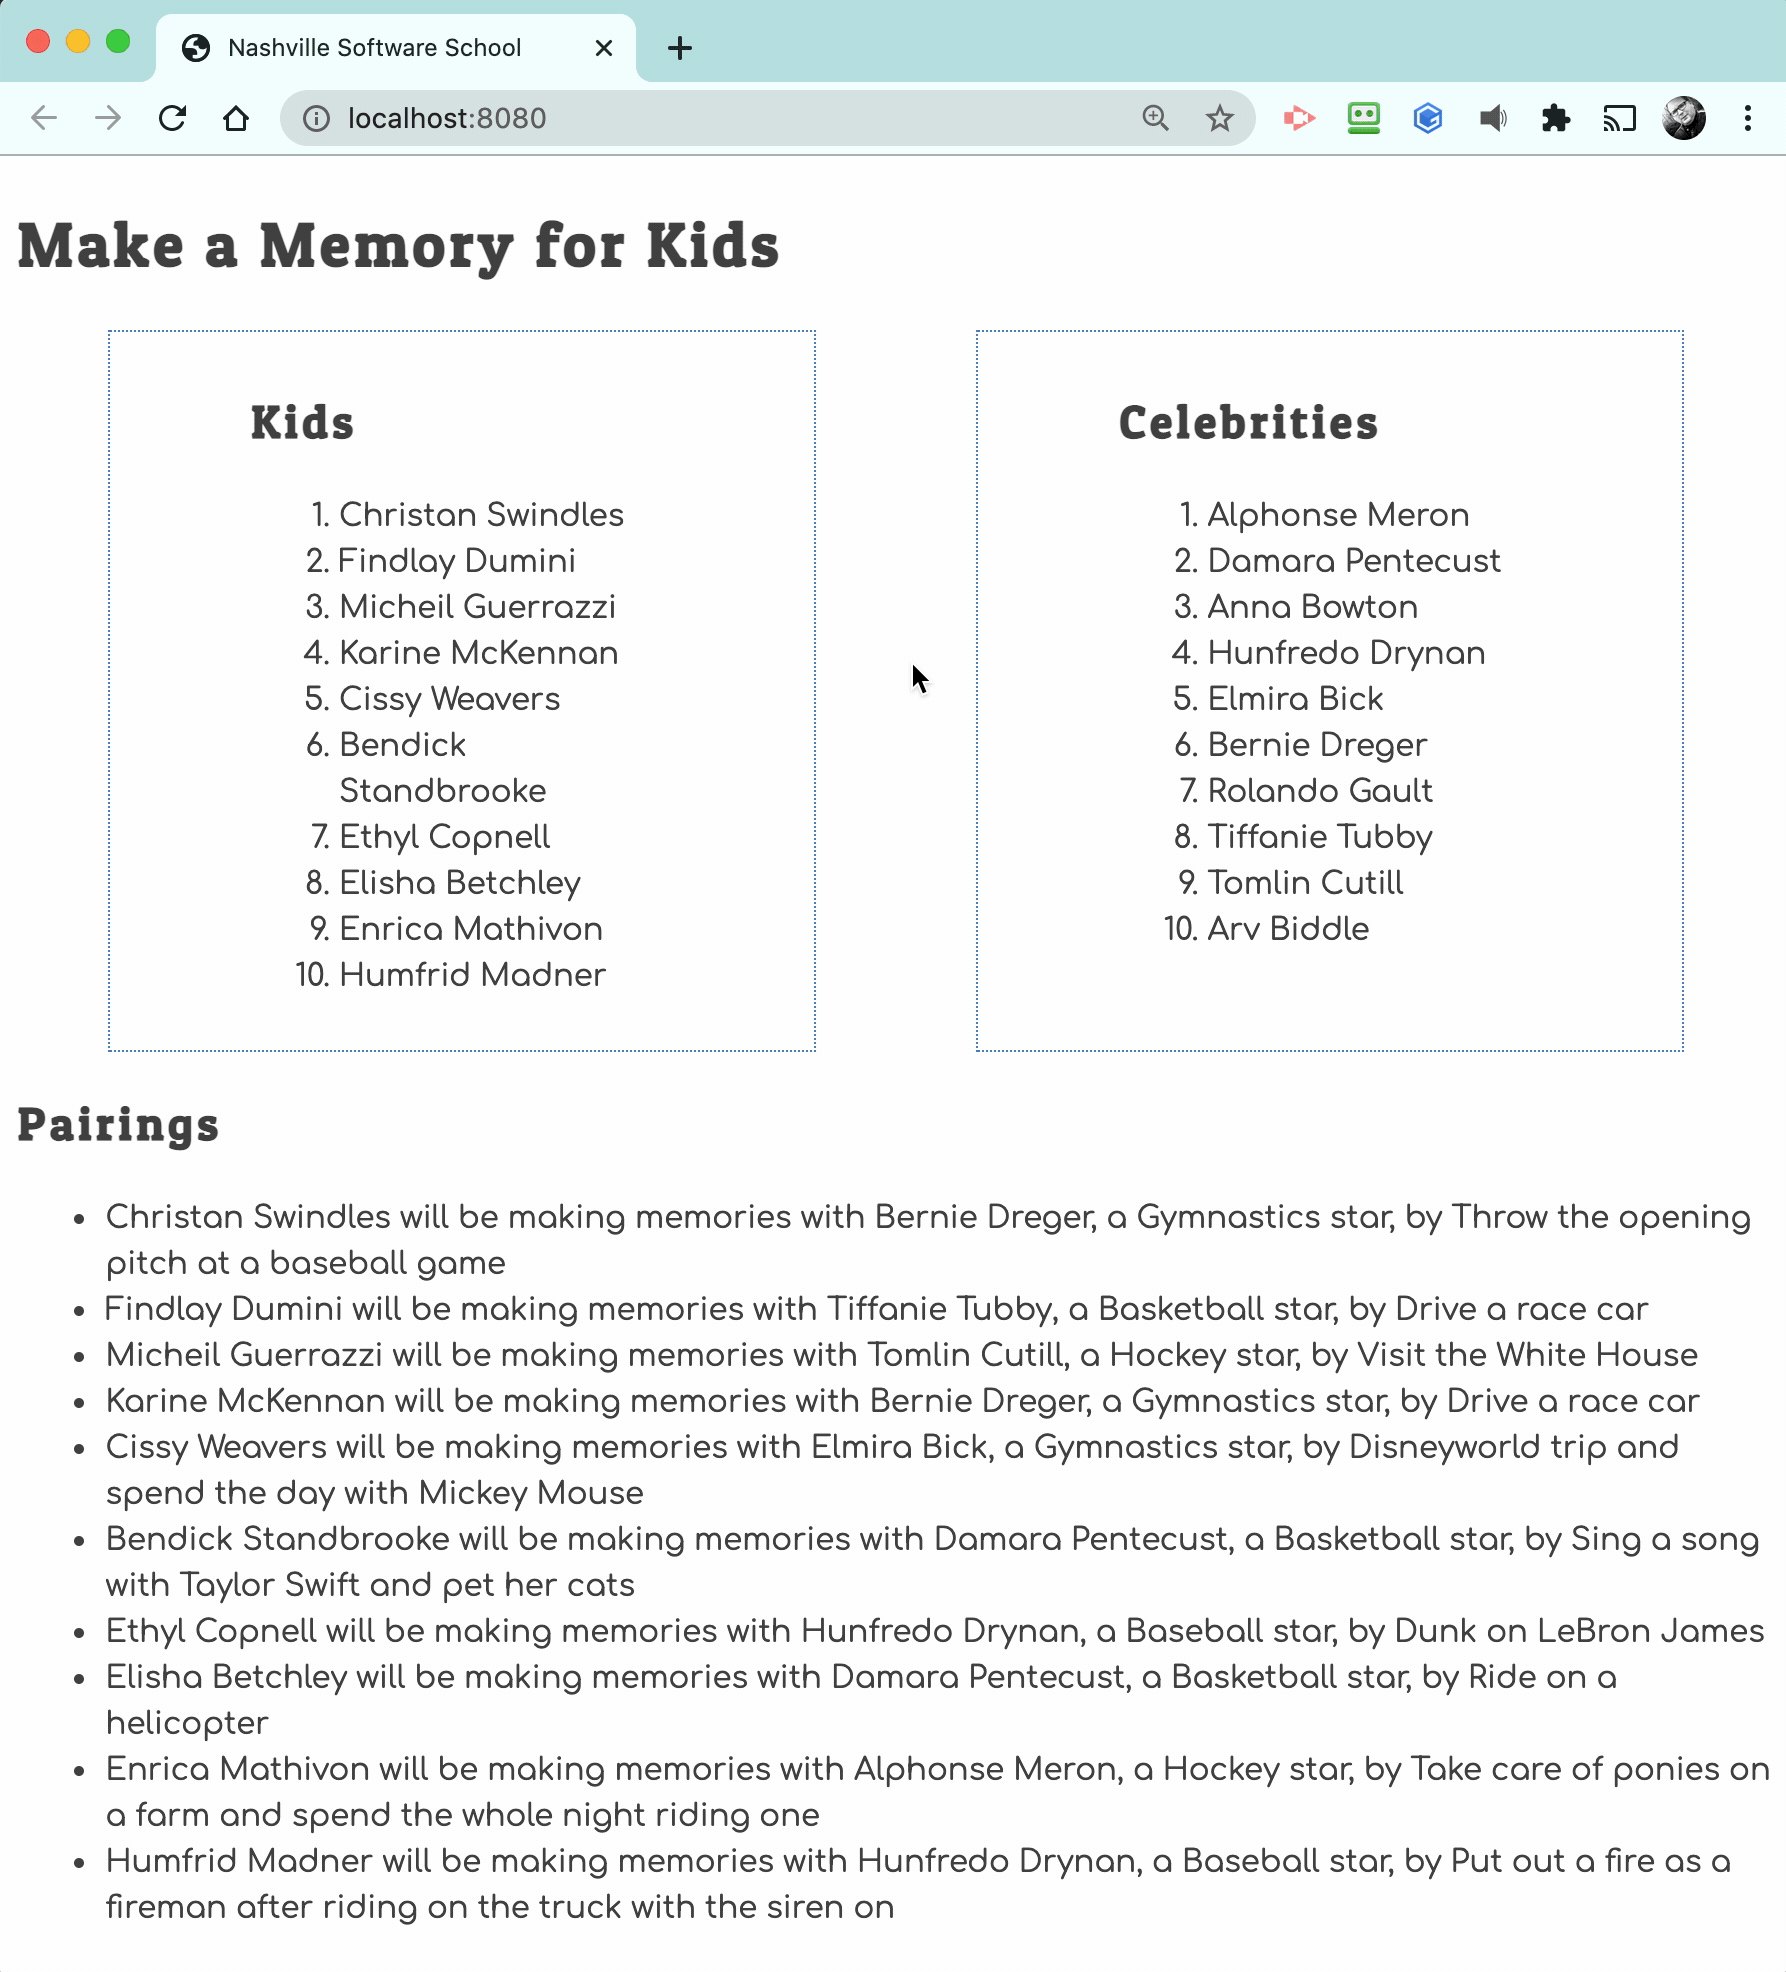 Nashville Software School
localhost:8080
Make a Memory for Kids
Kids
1. Christan Swindles
2. Findlay Dumini
3. Micheil Guerrazzi
4. Karine McKennan
5. Cissy Weavers
6. Bendick
Standbrooke
7. Ethyl Copnell
8. Elisha Betchley
9. Enrica Mathivon
10. Humfrid Madner
Celebrities
1. Alphonse Meron
2. Damara Pentecust
3. Anna Bowton
4. Hunfredo Drynan
5. Elmira Bick
6. Bernie Dreger
7. Rolando Gault
8. Tiffanie Tubby
9. Tomlin Cutill
10. Arv Biddle
Pairings
• Christan Swindles will be making memories with Bernie Dreger, a Gymnastics star, by Throw the opening
pitch at a baseball game
• Findlay Dumini will be making memories with Tiffanie Tubby, a Basketball star, by Drive a race car
• Micheil Guerrazzi will be making memories with Tomlin Cutill, a Hockey star, by Visit the White House
• Karine McKennan will be making memories with Bernie Dreger, a Gymnastics star, by Drive a race car
• Cissy Weavers will be making memories with Elmira Bick, a Gymnastics star, by Disneyworld trip and
spend the day with Mickey Mouse
• Bendick Standbrooke will be making memories with Damara Pentecust, a Basketball star, by Sing a song
with Taylor Swift and pet her cats
• Ethyl Copnell will be making memories with Hunfredo Drynan, a Baseball star, by Dunk on LeBron James
• Elisha Betchley will be making memories with Damara Pentecust, a Basketball star, by Ride on a
helicopter
• Enrica Mathivon will be making memories with Alphonse Meron, a Hockey star, by Take care of ponies on
a farm and spend the whole night riding one
• Humfrid Madner will be making memories with Hunfredo Drynan, a Baseball star, by Put out a fire as a
fireman after riding on the truck with the siren on